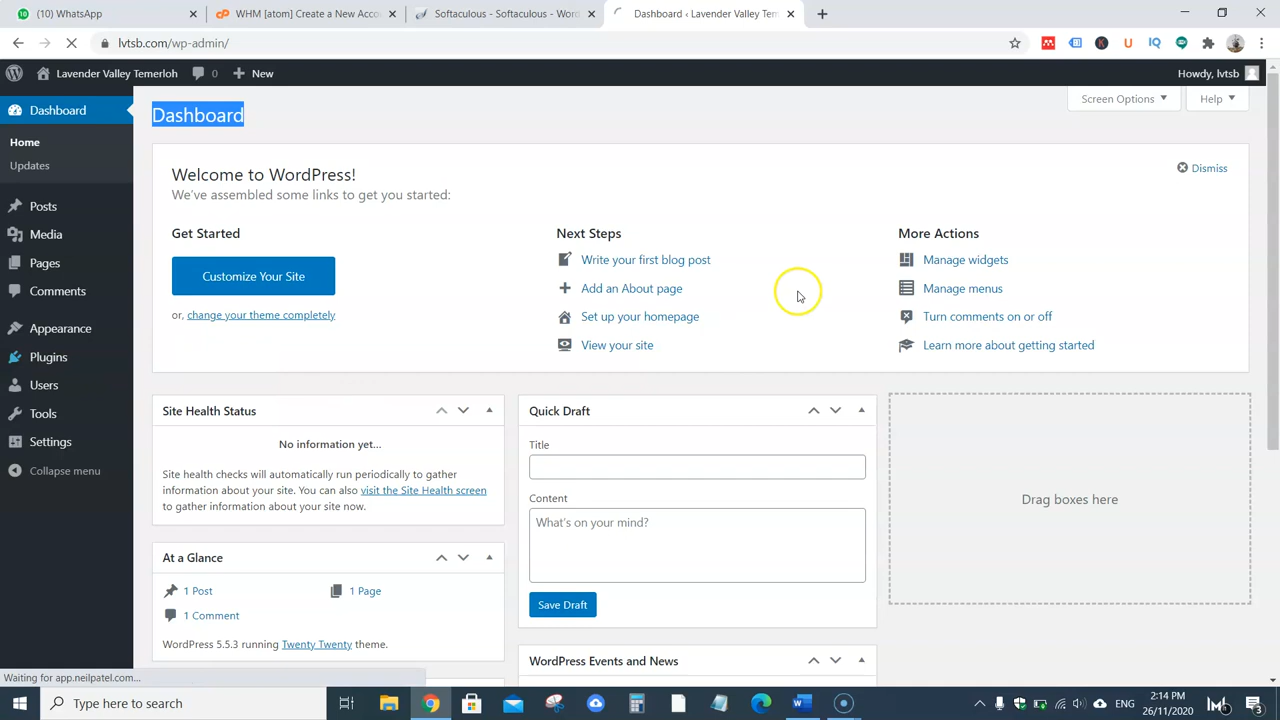 (10) WhatsApp
WHM [atom] Create a New Acco
Softaculous - Softaculous - Wor
Dashboard ‹ Lavender Valley Tem
lvtsb.com/wp-admin/
Lavender Valley Temerloh
0
New
Howdy, lvtsb
Dashboard
Home
Updates
Posts
Media
Pages
Comments
Appearance
Plugins
Users
Tools
Settings
Collapse menu
Dashboard
Screen Options
Help
Welcome to WordPress!
We've assembled some links to get you started:
Dismiss
Get Started
Customize Your Site
or, change your theme completely
Next Steps
Write your first blog post
Add an About page
Set up your homepage
View your site
More Actions
Manage widgets
Manage menus
Turn comments on or off
Learn more about getting started
Site Health Status
No information yet...
Site health checks will automatically run periodically to gather
information about your site. You can also visit the Site Health screen
to gather information about your site now.
At a Glance
1 Post
1 Page
1 Comment
WordPress 5.5.3 running Twenty Twenty theme.
Quick Draft
Title
Content
What's on your mind?
Save Draft
WordPress Events and News
Drag boxes here
Waiting for app.neilpatel.com...
Type here to search
ENG
2:14 PM
26/11/2020
3